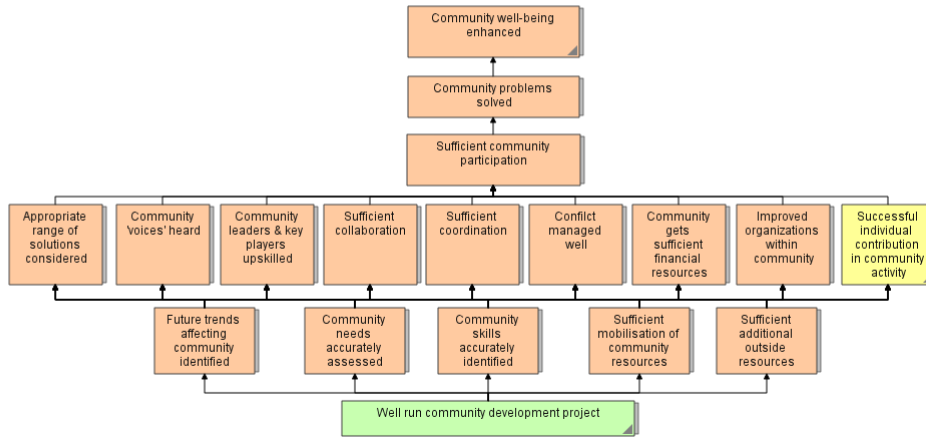 Community well-being
enhanced
Community problems
solved
Sufficient community
participation
Appropriate
range of
solutions
considered
Community
'voices' heard
Community
leaders & key
players
upskilled
Sufficient
collaboration
Sufficient
coordination
Confilct
managed
well
Community
gets
sufficient
financial
resources
Improved
organizations
within
community
Successful
individual
contribution
in community
activity
Future trends
affecting
community
identified
Community
needs
accurately
assessed
Community
skills
accurately
identified
Sufficient
mobilisation of
community
resources
Sufficient
additional
outside
resources
Well run community development project